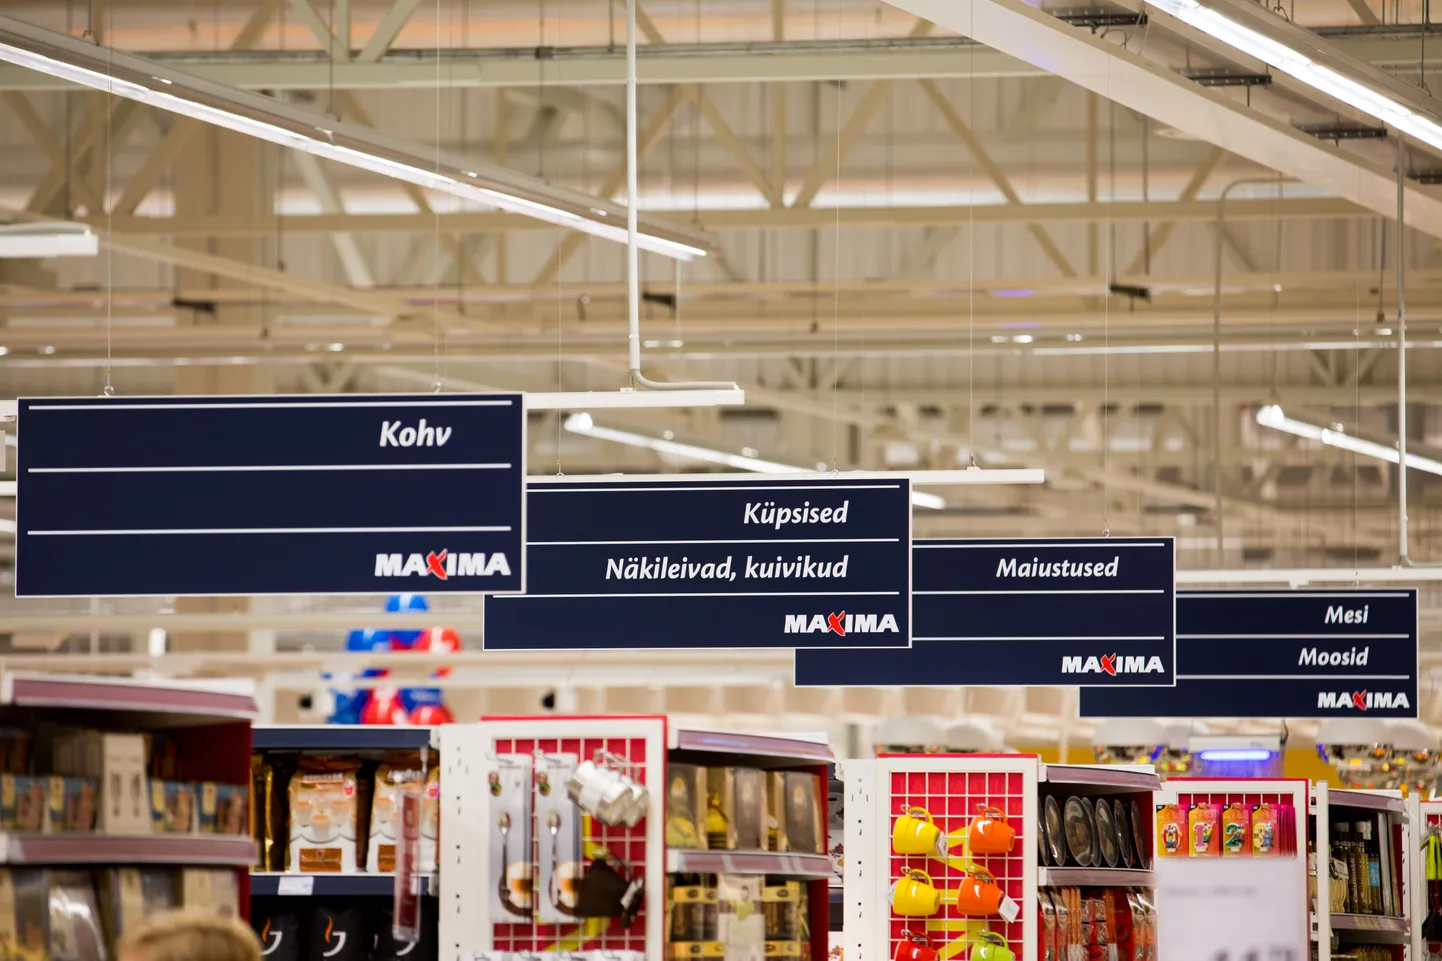 Kohv
MAXIMA
Küpsised
Näkileivad, kuivikud
MAXIMA
Maiustused
MAXIMA
Mesi
Moosid
MAXIMA